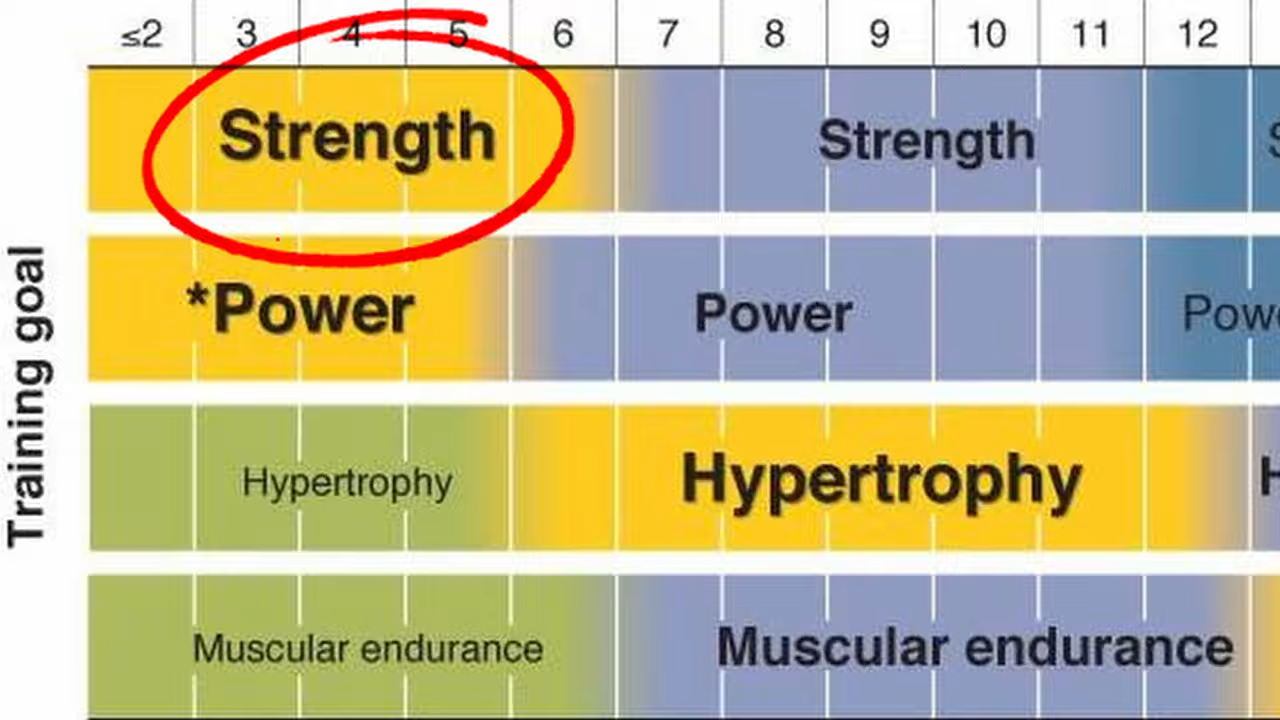 ≤2 3 4 5 6 7 8 9 10 11 12
Training goal
Strength Strength
*Power Power
Hypertrophy Hypertrophy
Muscular endurance Muscular endurance